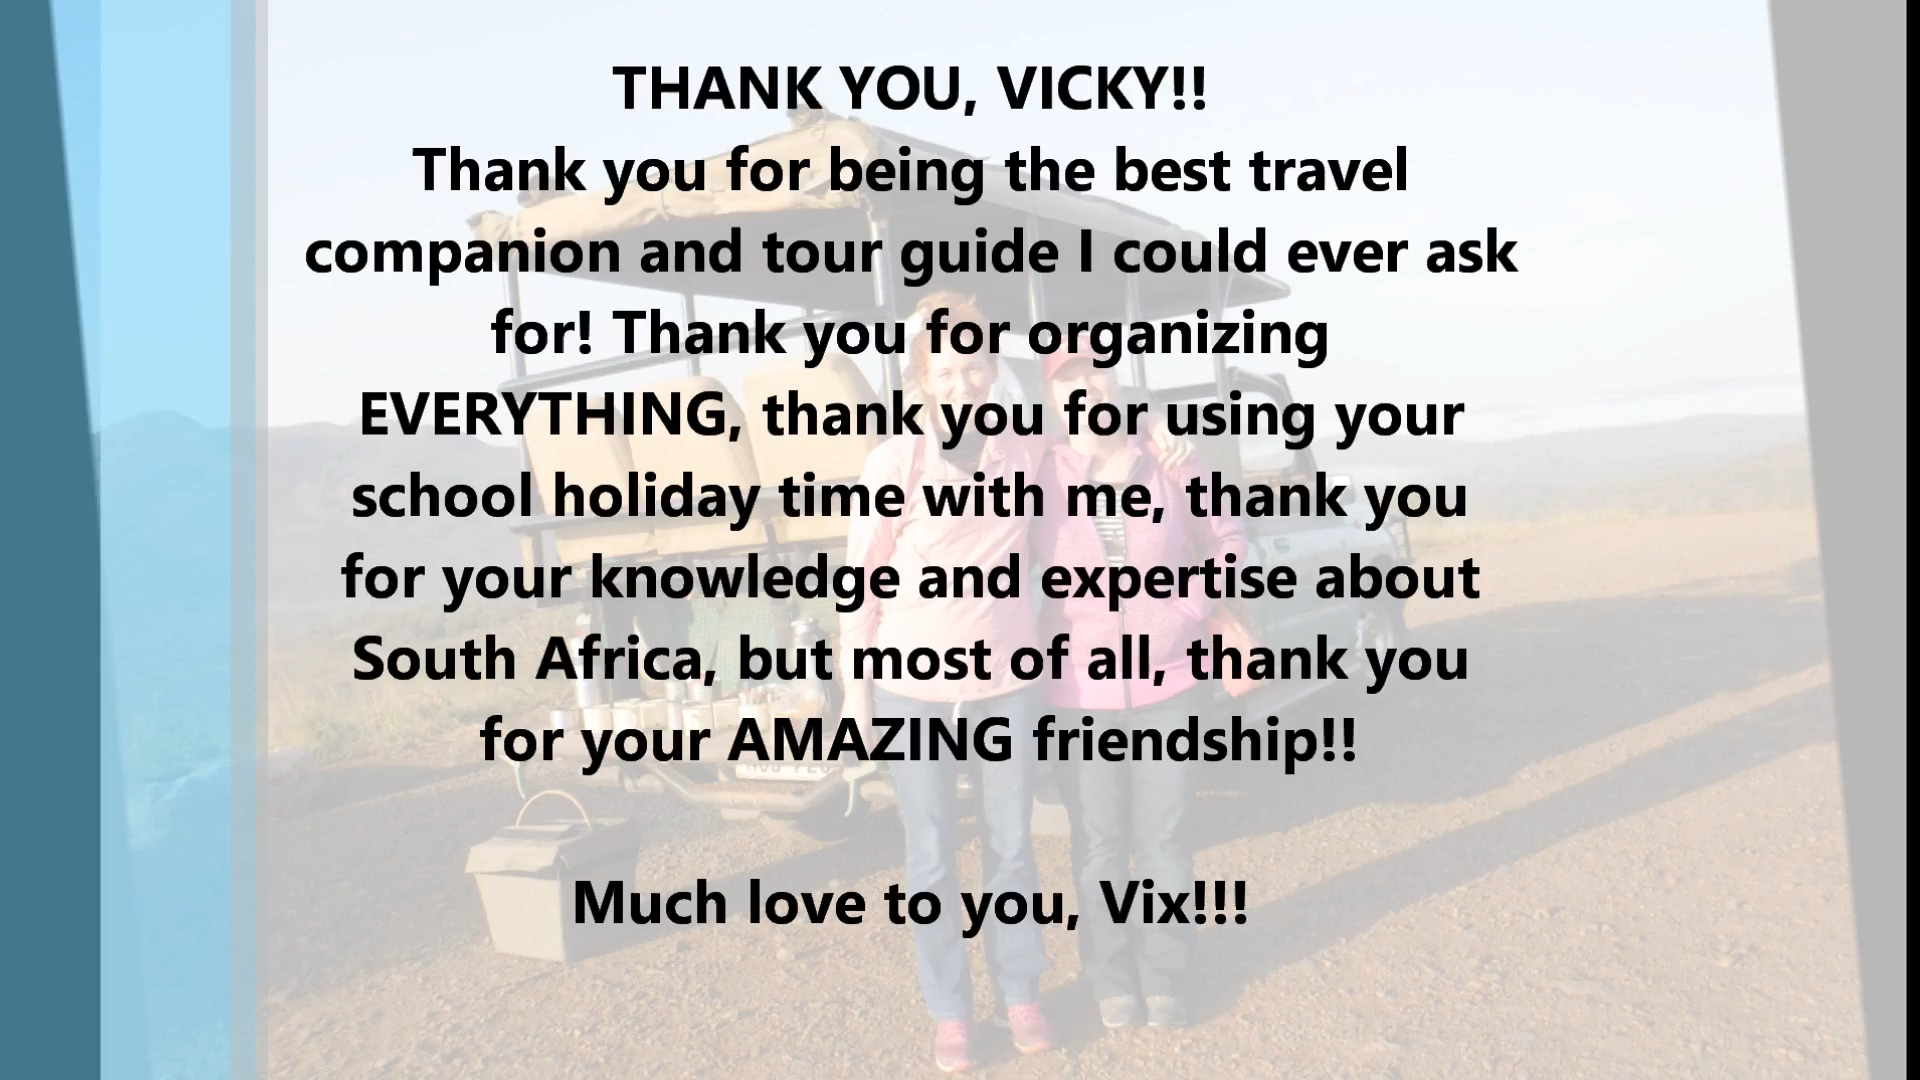 THANK YOU, VICKY!!
Thank you for being the best travel
companion and tour guide I could ever ask
for! Thank you for organizing
EVERYTHING, thank you for using your
school holiday time with me, thank you
for your knowledge and expertise about
South Africa, but most of all, thank you
for your AMAZING friendship!!
Much love to you, Vix!!!